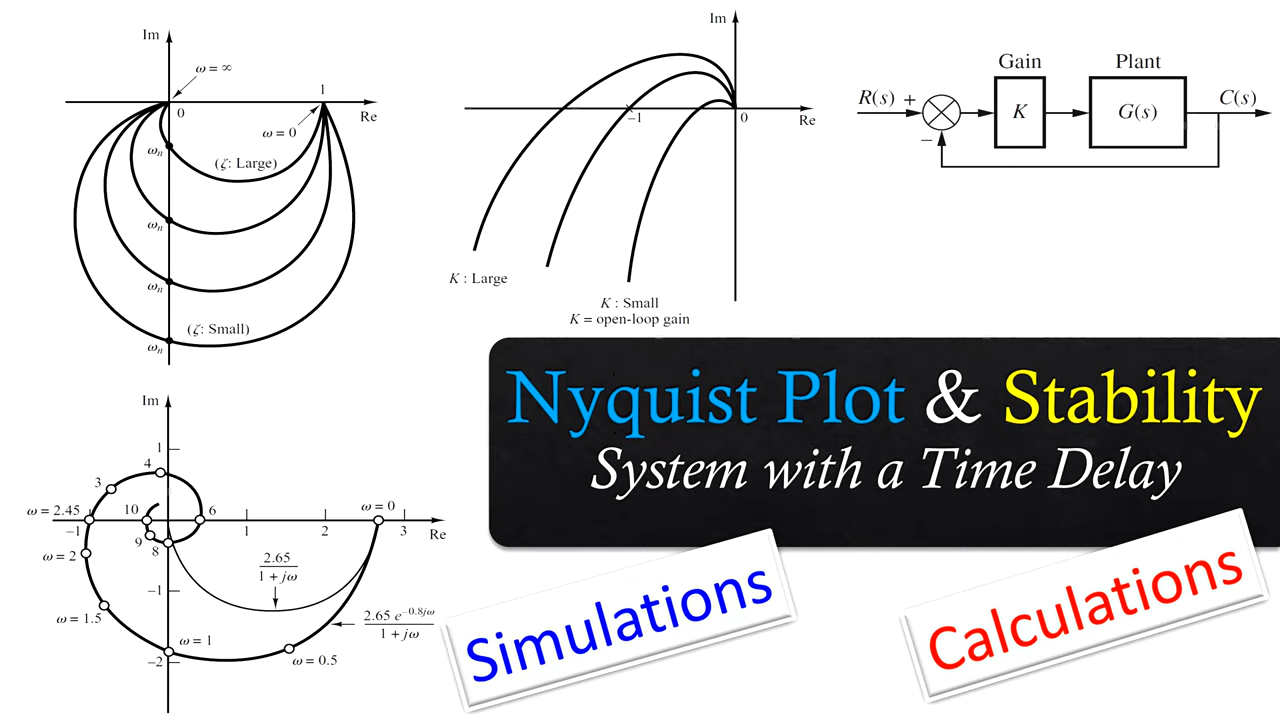 Im
ω = ∞
0
1
Re
ω = 0
ωn
(ζ: Large)
ωn
ωn
(ζ: Small)
ωn
Im
−1
0
Re
K : Large
K : Small
K = open-loop gain
Gain
Plant
R(s)
+
K
G(s)
C(s)
−
Nyquist Plot & Stability
System with a Time Delay
Im
1
4
3
ω = 2.45
10
6
ω = 0
−1
1
2
3
Re
9
8
ω = 2
2.65
1 + jω
−1
ω = 1.5
2.65 e^−0.8jω
1 + jω
ω = 1
−2
ω = 0.5
Simulations
Calculations